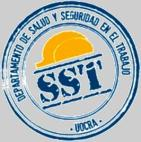 DEPARTAMENTO DE SALUD Y SEGURIDAD EN EL TRABAJO
SST
- UOCRA -